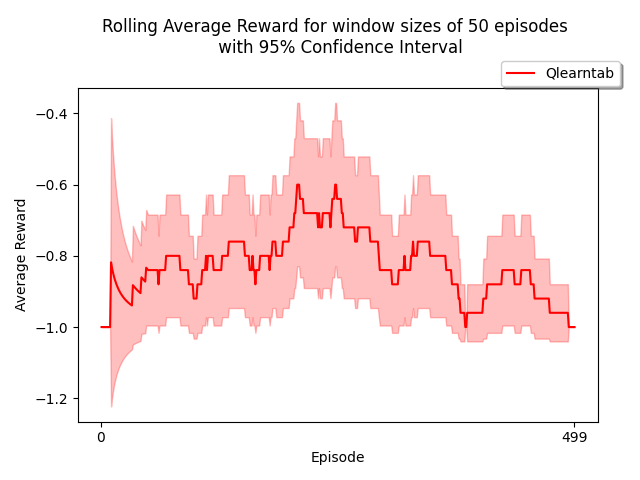 Rolling Average Reward for window sizes of 50 episodes
with 95% Confidence Interval
Qlearntab
−0.4
−0.6
−0.8
−1.0
−1.2
Average Reward
0
499
Episode